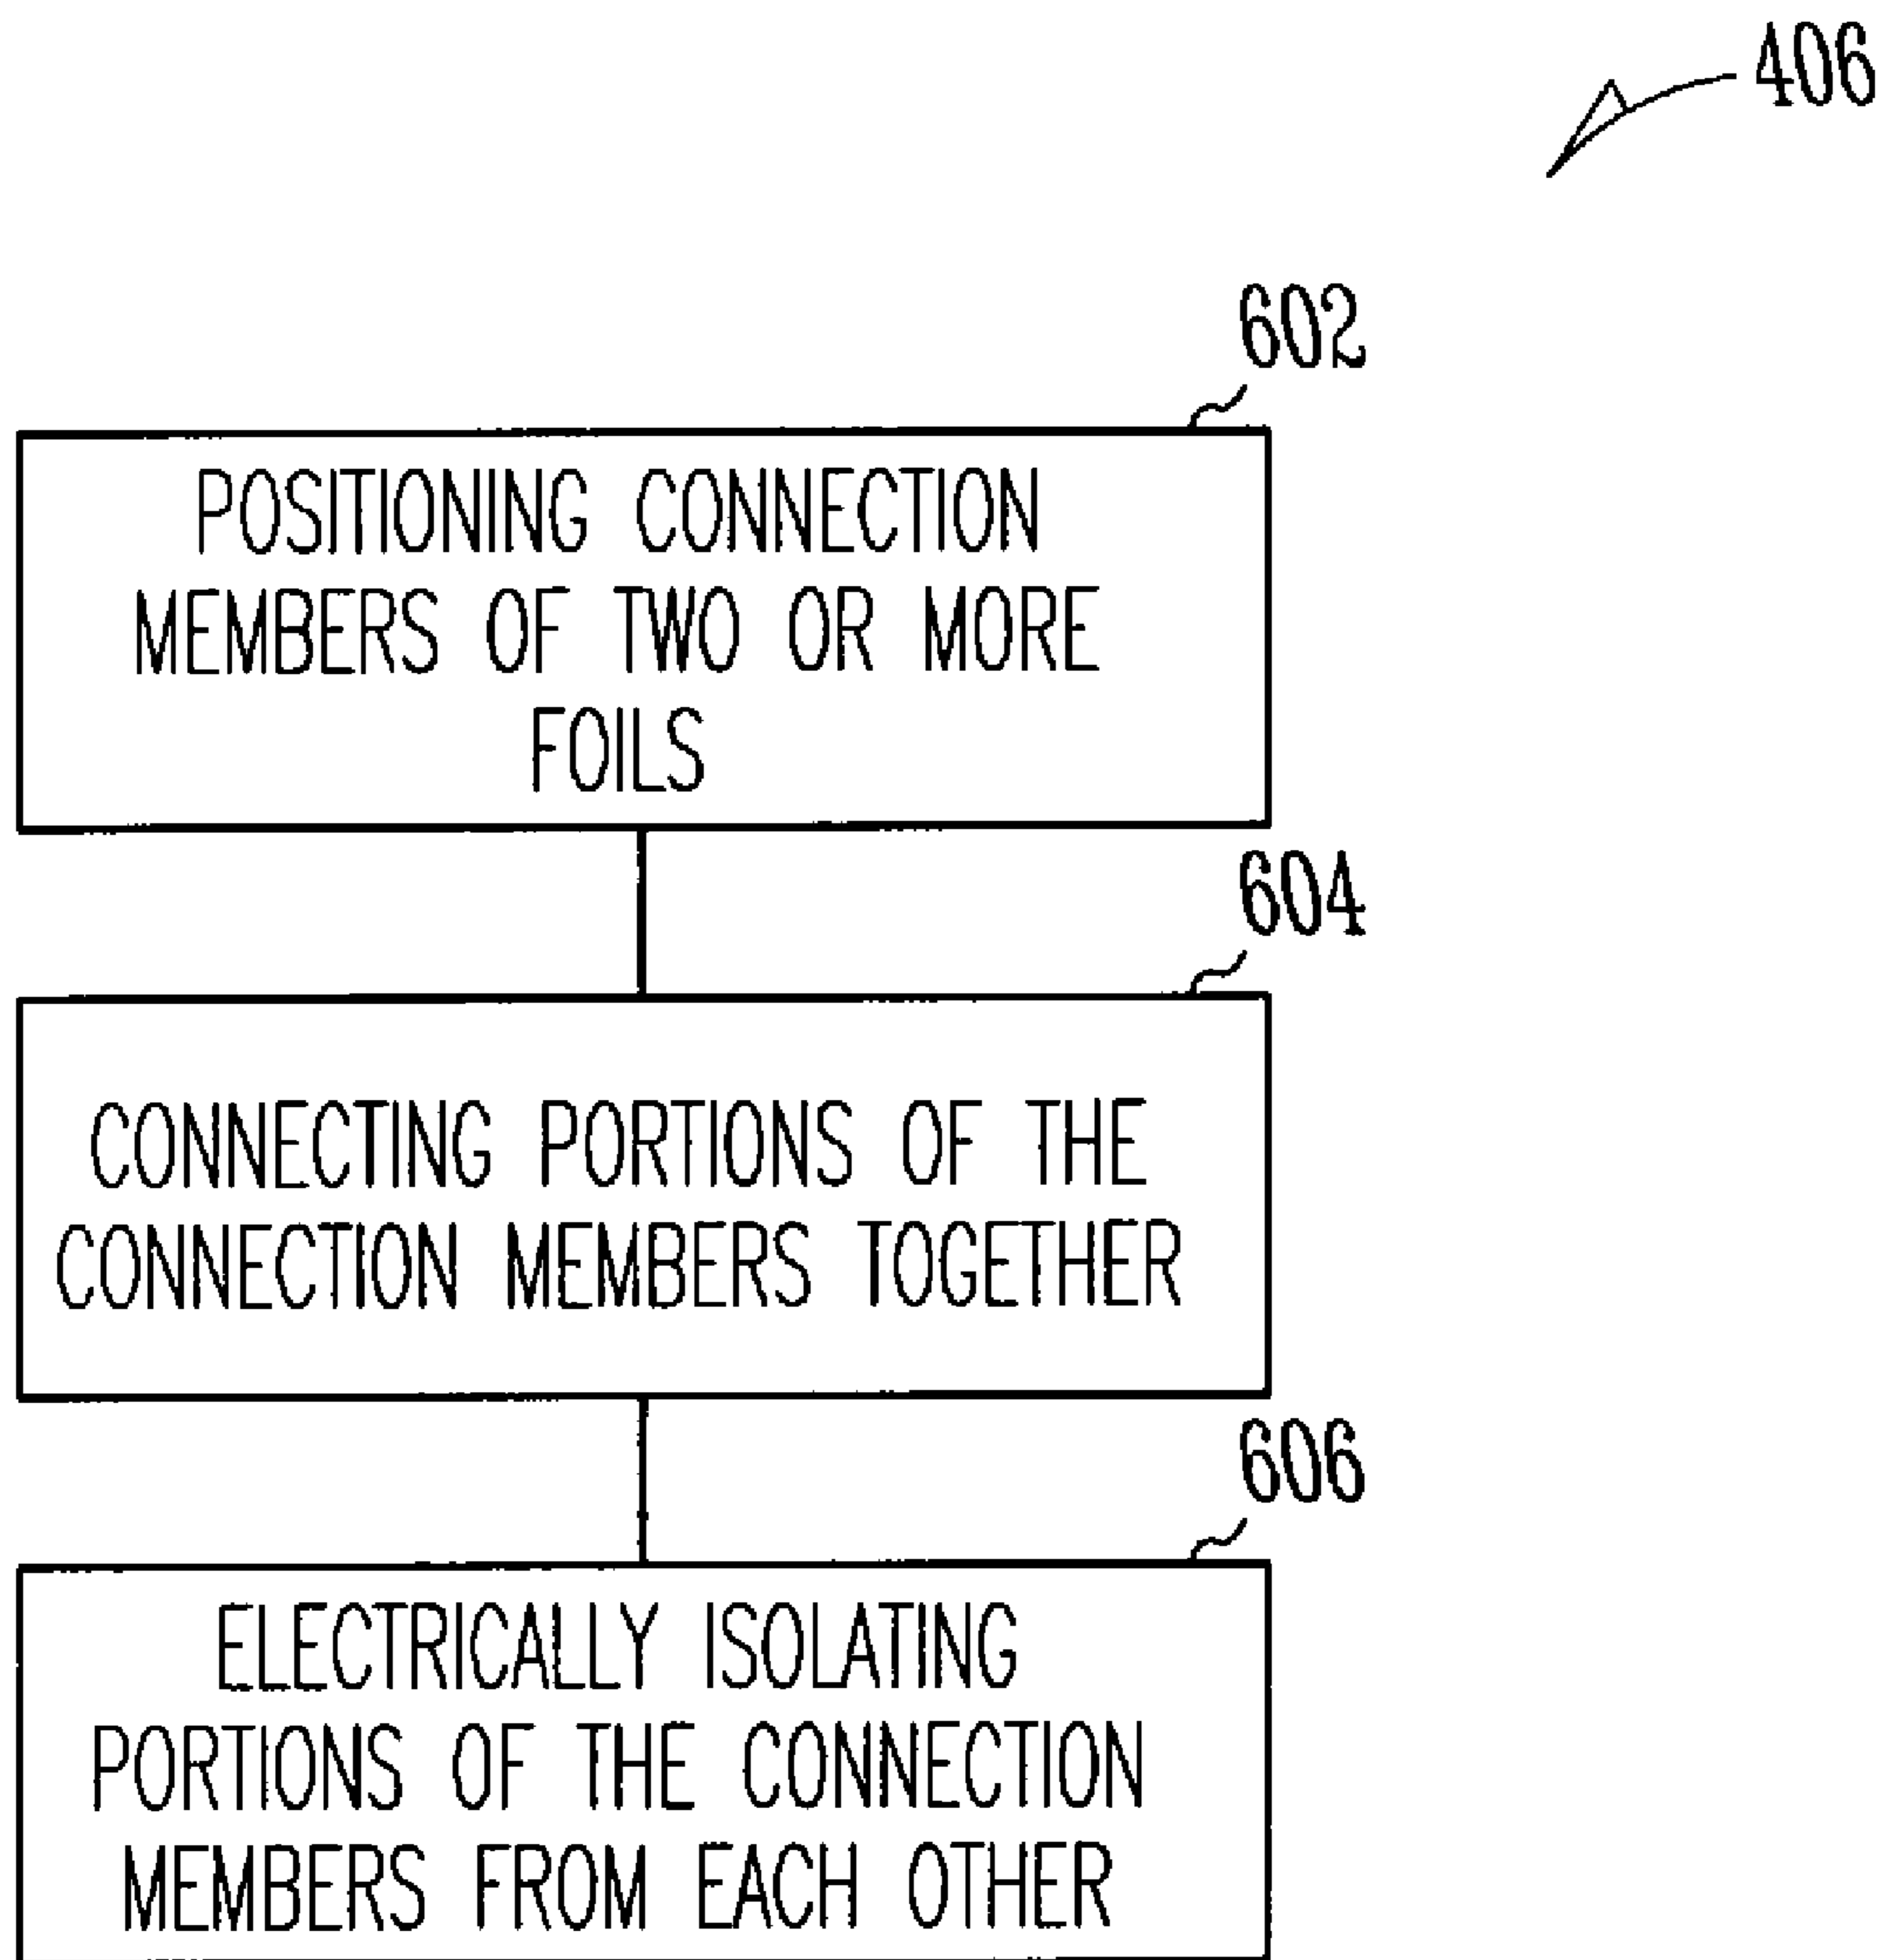 406
602
POSITIONING CONNECTION
MEMBERS OF TWO OR MORE
FOILS
604
CONNECTING PORTIONS OF THE
CONNECTION MEMBERS TOGETHER
606
ELECTRICALLY ISOLATING
PORTIONS OF THE CONNECTION
MEMBERS FROM EACH OTHER